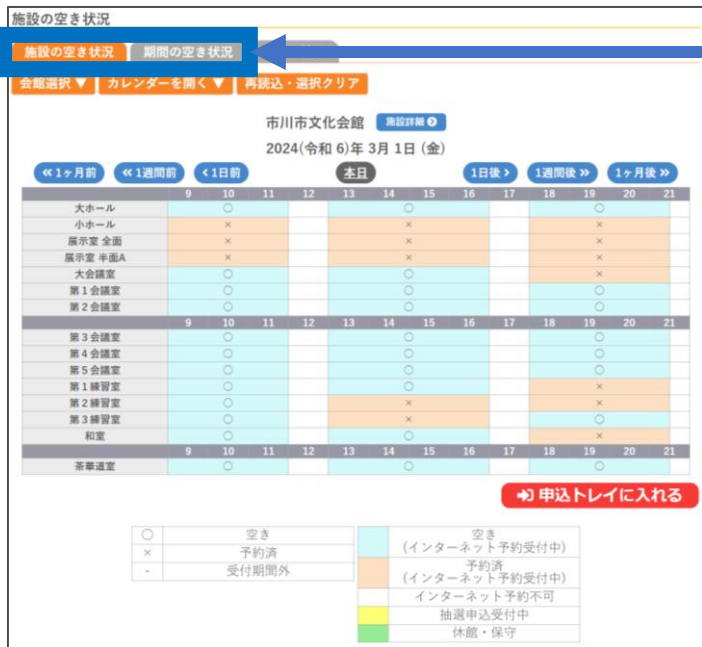 施設の空き状況
施設の空き状況 期間の空き状況
会館選択 ▼ カレンダーを開く ▼ 再読込・選択クリア
市川市文化会館 施設詳細
2024(令和 6)年 3月 1日 (金)
≪1ヶ月前 ≪1週間前 <1日前 本日 1日後> 1週間後≫ 1ヶ月後≫
9 10 11 12 13 14 15 16 17 18 19 20 21
大ホール ○ ○ ○
小ホール × × ×
展示室 全面 × × ×
展示室 半面A × × ×
大会議室 ○ ○ ×
第1会議室 ○ ○ ○
第2会議室 ○ ○ ○
9 10 11 12 13 14 15 16 17 18 19 20 21
第3会議室 ○ ○ ○
第4会議室 ○ ○ ○
第5会議室 ○ ○ ○
第1練習室 ○ ○ ×
第2練習室 ○ × ×
第3練習室 ○ × ○
和室 ○ ○ ×
9 10 11 12 13 14 15 16 17 18 19 20 21
茶華道室 ○ ○ ○
申込トレイに入れる
○ 空き
× 予約済
- 受付期間外
空き
(インターネット予約受付中)
予約済
(インターネット予約受付中)
インターネット予約不可
抽選申込受付中
休館・保守